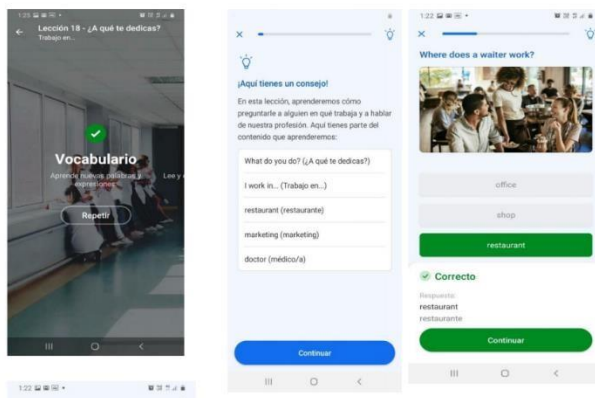 1:23
Lección 18 - ¿A qué te dedicas?
Trabajo en...
Vocabulario
Aprende nuevas palabras y
expresiones
Lee y
Repetir
¡Aquí tienes un consejo!
En esta lección, aprenderemos cómo
preguntarle a alguien en qué trabaja y a hablar
de nuestra profesión. Aquí tienes parte del
contenido que aprenderemos:
What do you do? (¿A qué te dedicas?)
I work in... (Trabajo en...)
restaurant (restaurante)
marketing (marketing)
doctor (médico/a)
Continuar
1:22
Where does a waiter work?
office
shop
restaurant
Correcto
Respuesta:
restaurant
restaurante
Continuar
1:22